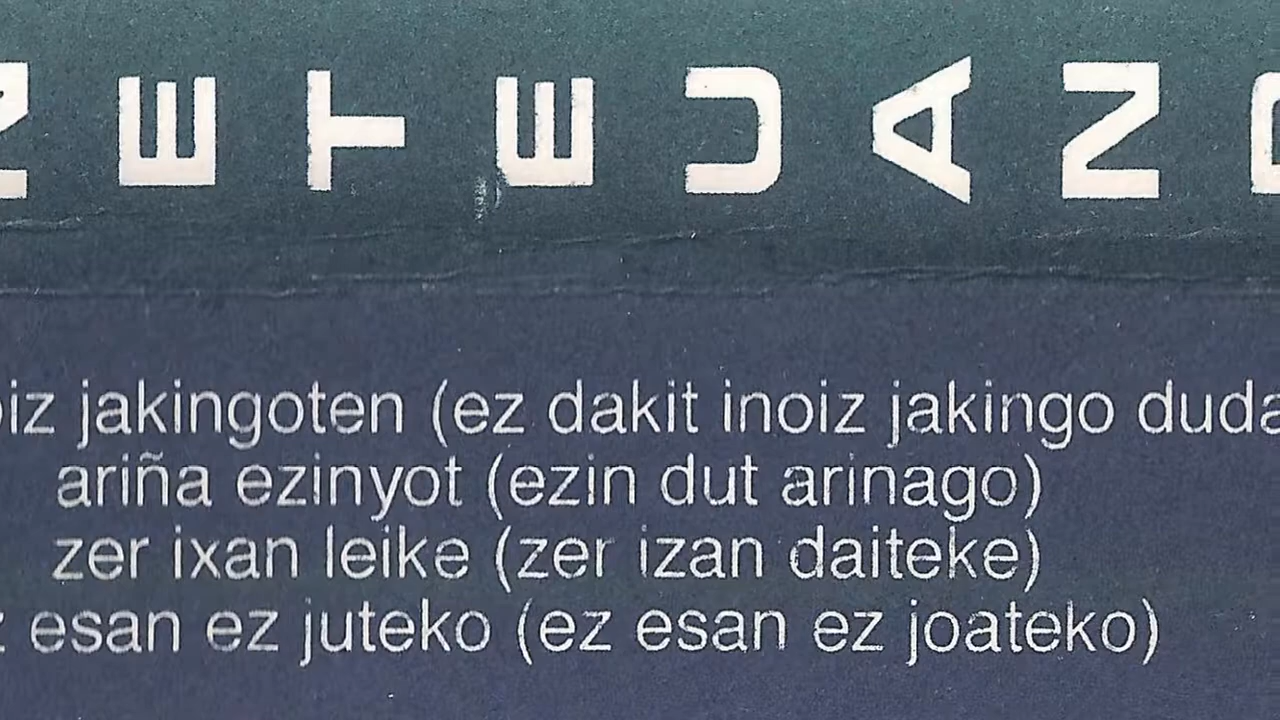 E T E U A N
jakingoten (ez dakit inoiz jakingo
ariña ezinyot (ezin dut arinago)
zer ixan leike (zer izan daiteke)
esan ez juteko (ez esan ez joateko)